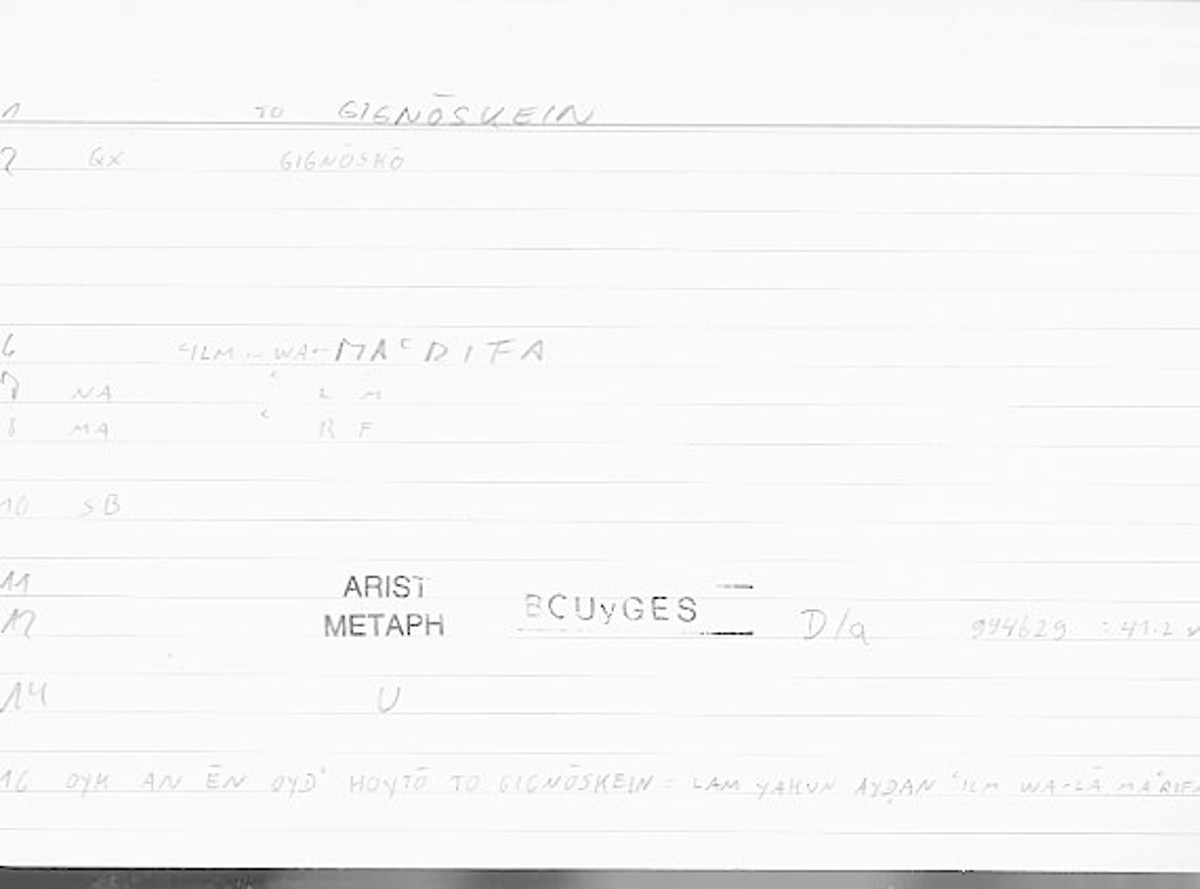 1 TO GIGNŌSKEIN
2 GX GIGNŌSKŌ
6 ʿILM-WA-MAʿRIFA
7 NA ʿ L M
8 MA ʿ R F
10 SB
11 ARIST
12 METAPH BCUyGES D/a 994629 : 41.2
14 U
16 OYK AN ĒN OYD' HOYTŌ TO GIGNŌSKEIN : LAM YAKUN AYḌAN ʿILM WA-LĀ MAʿRIFA